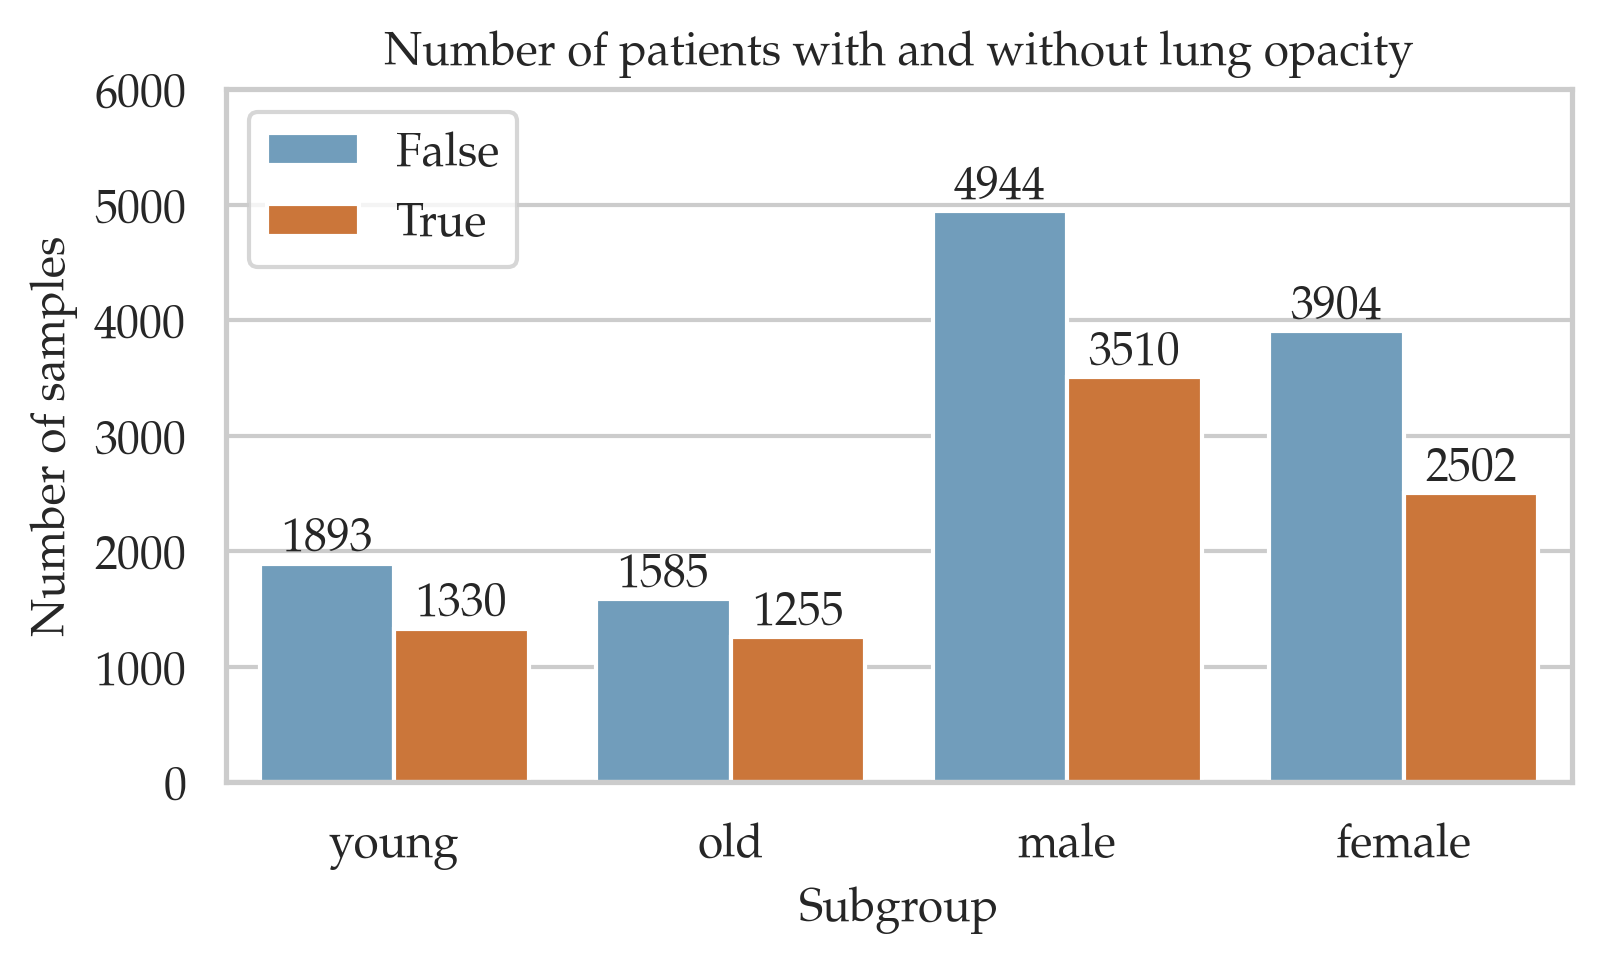 Number of patients with and without lung opacity
6000
5000
4000
3000
2000
1000
0
Number of samples
False
True
1893
1330
1585
1255
4944
3510
3904
2502
young
old
male
female
Subgroup